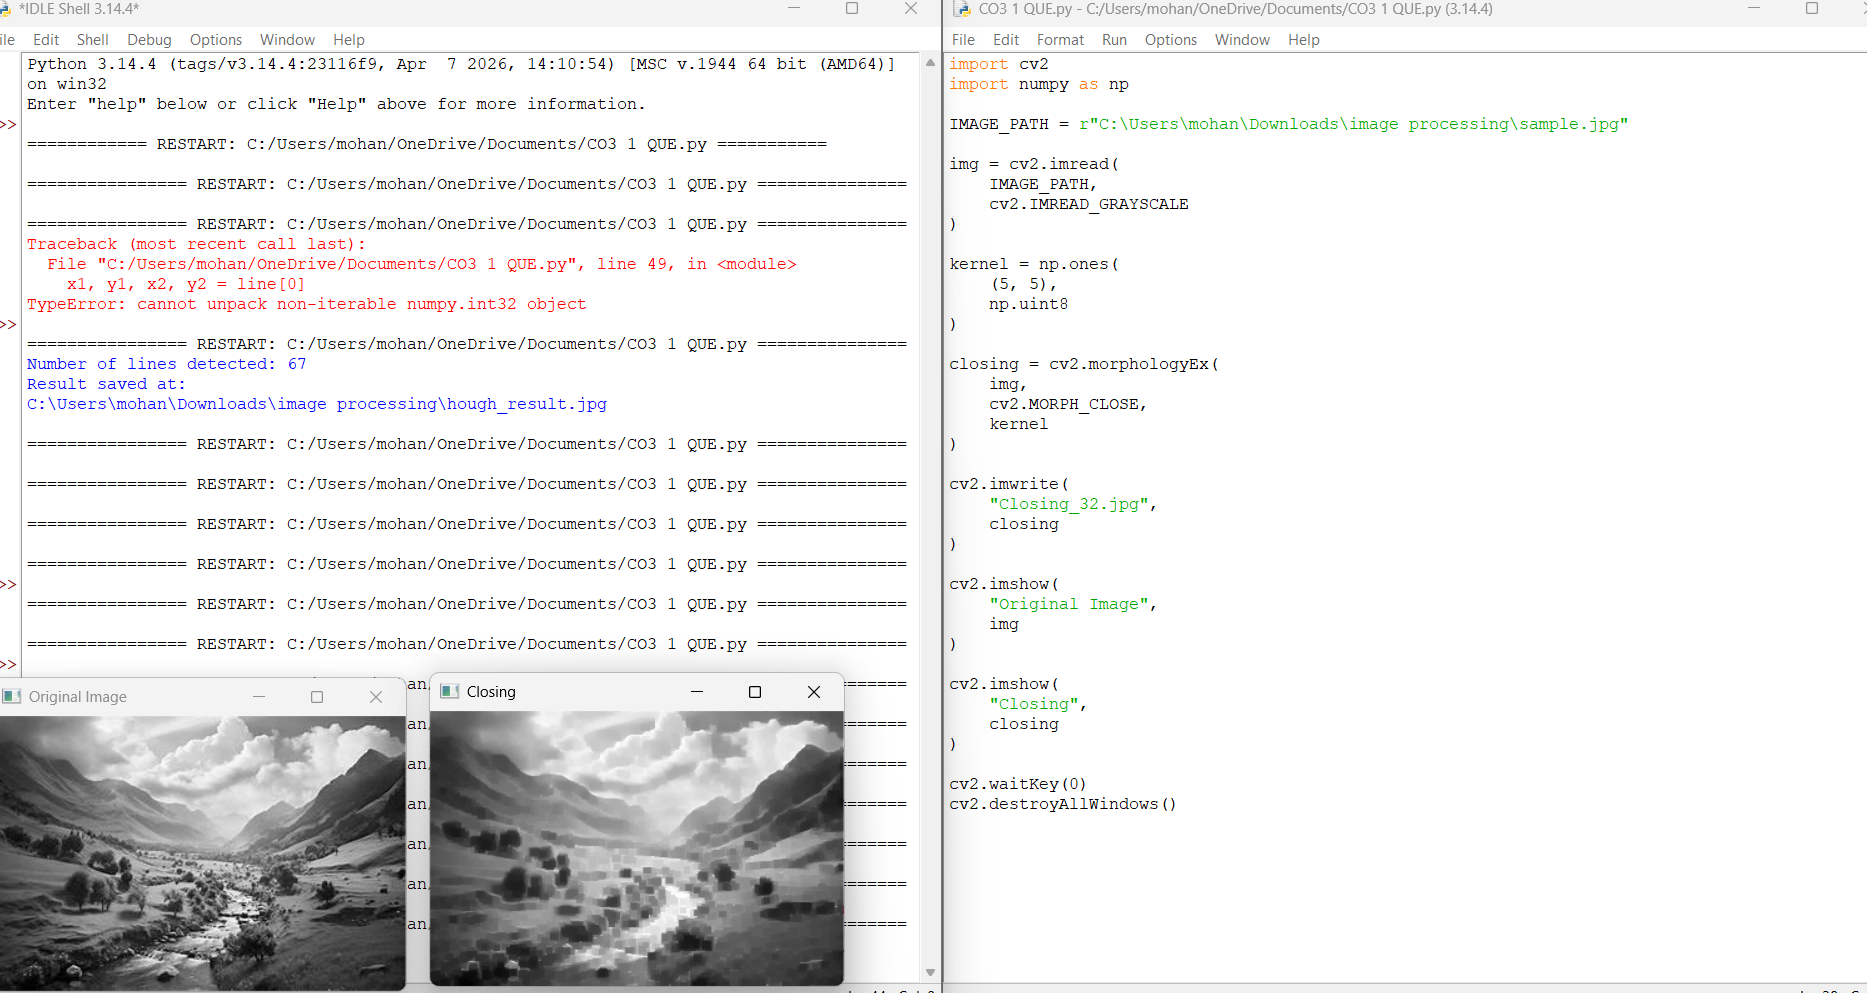 *IDLE Shell 3.14.4*
ile Edit Shell Debug Options Window Help
Python 3.14.4 (tags/v3.14.4:23116f9, Apr  7 2026, 14:10:54) [MSC v.1944 64 bit (AMD64)]
on win32
Enter "help" below or click "Help" above for more information.
>>
============ RESTART: C:/Users/mohan/OneDrive/Documents/CO3 1 QUE.py ===========
================ RESTART: C:/Users/mohan/OneDrive/Documents/CO3 1 QUE.py ===============
================ RESTART: C:/Users/mohan/OneDrive/Documents/CO3 1 QUE.py ===============
Traceback (most recent call last):
  File "C:/Users/mohan/OneDrive/Documents/CO3 1 QUE.py", line 49, in <module>
    x1, y1, x2, y2 = line[0]
TypeError: cannot unpack non-iterable numpy.int32 object
>>
================ RESTART: C:/Users/mohan/OneDrive/Documents/CO3 1 QUE.py ===============
Number of lines detected: 67
Result saved at:
C:\Users\mohan\Downloads\image processing\hough_result.jpg
================ RESTART: C:/Users/mohan/OneDrive/Documents/CO3 1 QUE.py ===============
================ RESTART: C:/Users/mohan/OneDrive/Documents/CO3 1 QUE.py ===============
================ RESTART: C:/Users/mohan/OneDrive/Documents/CO3 1 QUE.py ===============
================ RESTART: C:/Users/mohan/OneDrive/Documents/CO3 1 QUE.py ===============
>>
================ RESTART: C:/Users/mohan/OneDrive/Documents/CO3 1 QUE.py ===============
================ RESTART: C:/Users/mohan/OneDrive/Documents/CO3 1 QUE.py ===============
>>
an, ======
an, ======
an, ======
an, ======
an, ======
an, ======
an, ======
Original Image
Closing
CO3 1 QUE.py - C:/Users/mohan/OneDrive/Documents/CO3 1 QUE.py (3.14.4)
File Edit Format Run Options Window Help
import cv2
import numpy as np
IMAGE_PATH = r"C:\Users\mohan\Downloads\image processing\sample.jpg"
img = cv2.imread(
    IMAGE_PATH,
    cv2.IMREAD_GRAYSCALE
)
kernel = np.ones(
    (5, 5),
    np.uint8
)
closing = cv2.morphologyEx(
    img,
    cv2.MORPH_CLOSE,
    kernel
)
cv2.imwrite(
    "Closing_32.jpg",
    closing
)
cv2.imshow(
    "Original Image",
    img
)
cv2.imshow(
    "Closing",
    closing
)
cv2.waitKey(0)
cv2.destroyAllWindows()